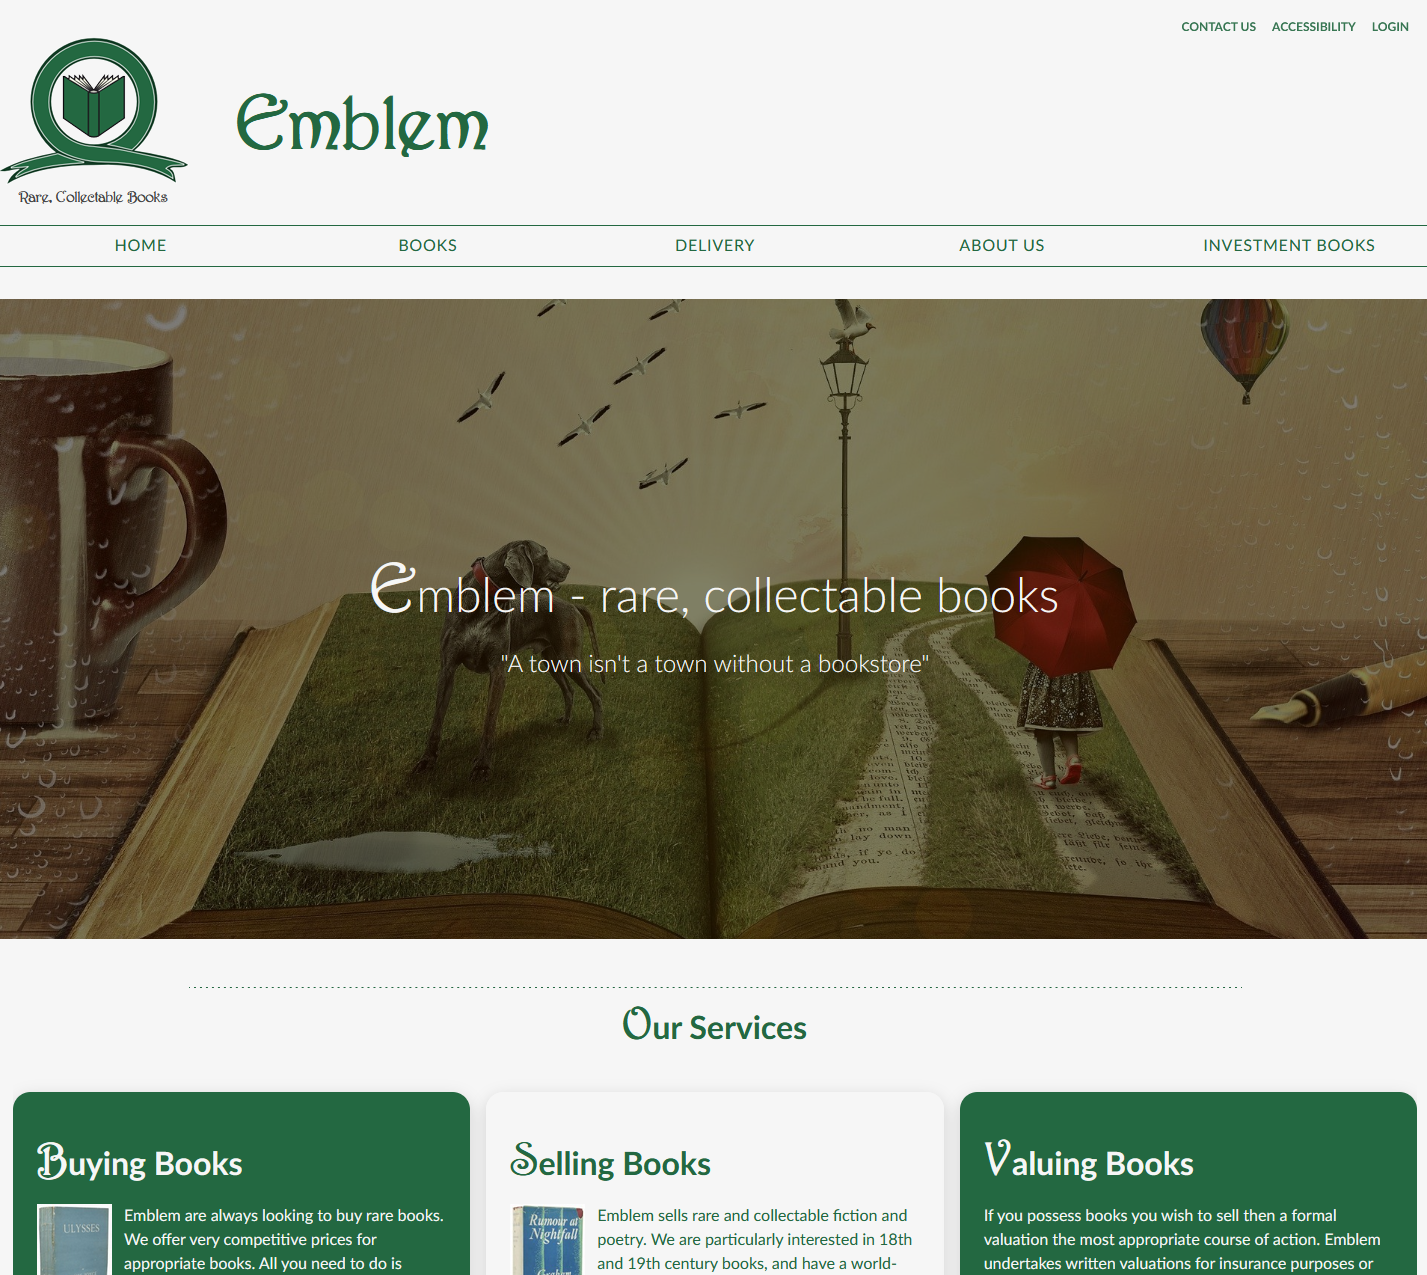 CONTACT US ACCESSIBILITY LOGIN
Emblem
Rare, Collectable Books
HOME BOOKS DELIVERY ABOUT US INVESTMENT BOOKS
Emblem - rare, collectable books
"A town isn't a town without a bookstore"
Our Services
Buying Books
ULYSSES
Emblem are always looking to buy rare books.
We offer very competitive prices for
appropriate books. All you need to do is
Selling Books
Rumour at
Nightfall
Graham
Emblem sells rare and collectable fiction and
poetry. We are particularly interested in 18th
and 19th century books, and have a world-
Valuing Books
If you possess books you wish to sell then a formal
valuation the most appropriate course of action. Emblem
undertakes written valuations for insurance purposes or